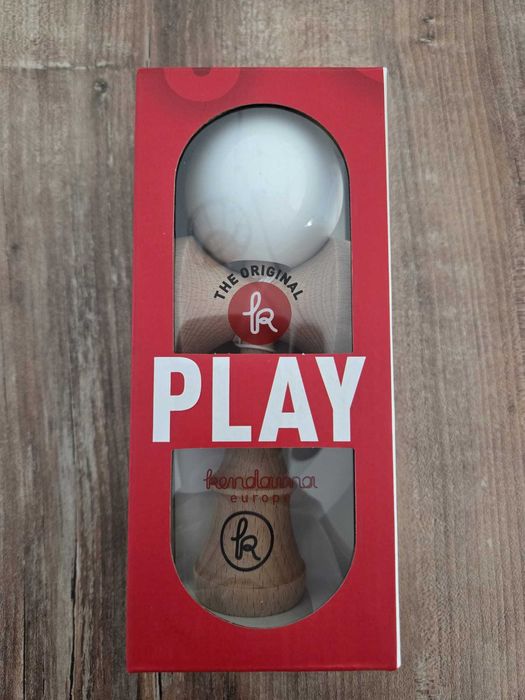 THE ORIGINAL
k
PLAY
kendama
europe
k